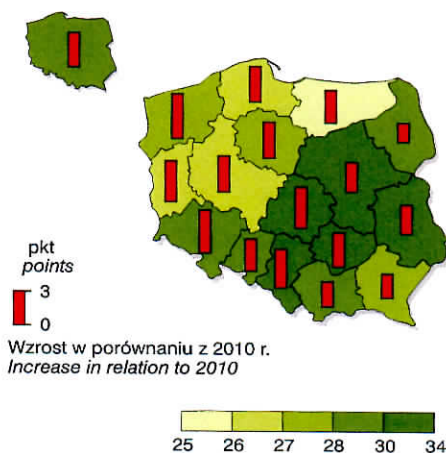 pkt
points
3
0
Wzrost w porównaniu z 2010 r.
Increase in relation to 2010
25 26 27 28 30 34